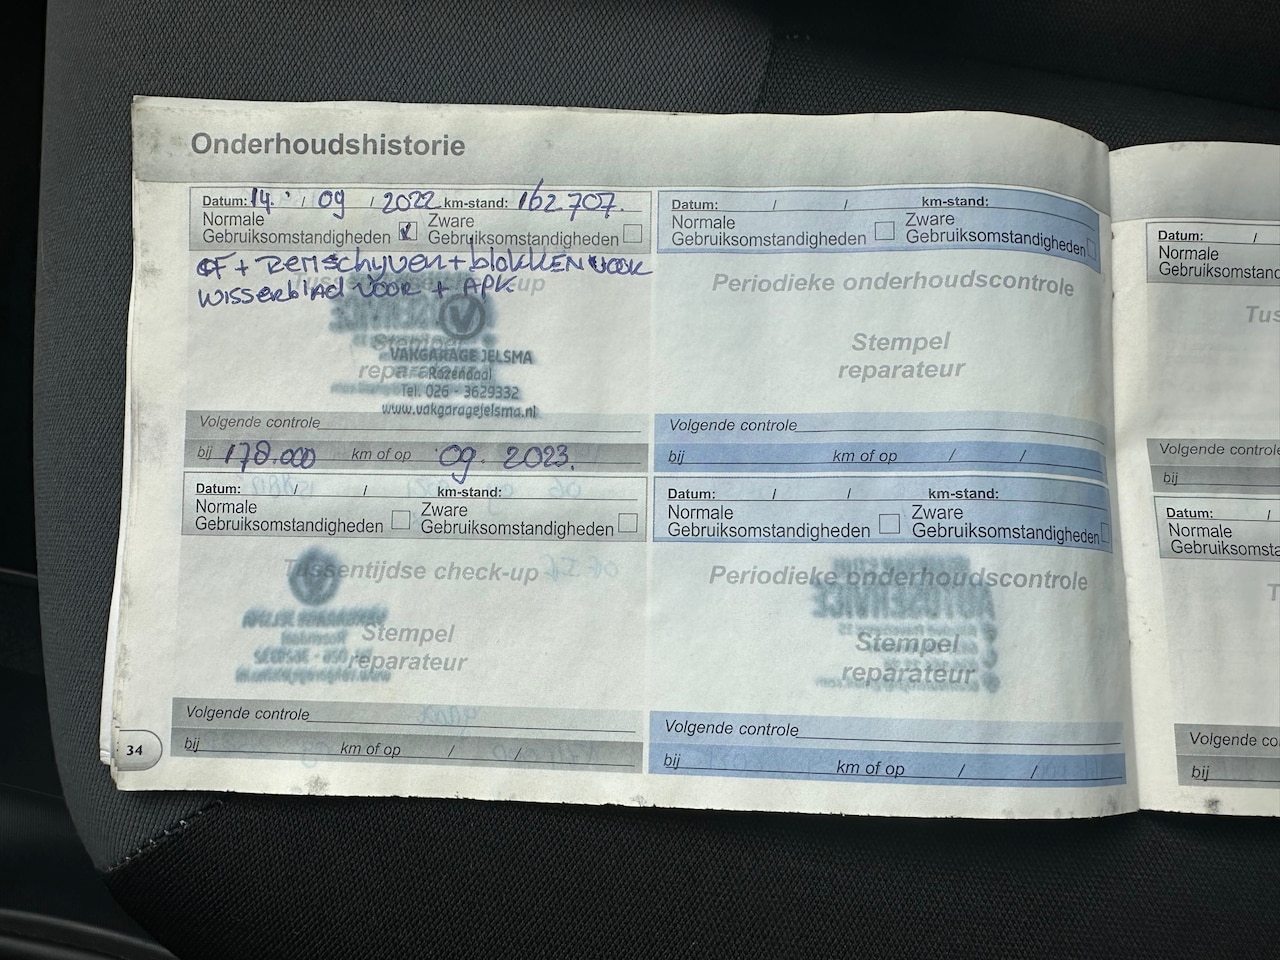 Onderhoudshistorie
Datum: 14. / 09 / 2022 km-stand: 162 707.
Normale Gebruiksomstandigheden Zware Gebruiksomstandigheden
OF + Remschyven + blokken
wisserblad voor + APK
Stempel
reparateur
VAKGARAGE JELSMA
Rozendaal
Tel. 026 - 3629332
www.vakgaragejelsma.nl
Volgende controle
bij 178.000 km of op 09. 2023.
Datum: / / km-stand:
Normale Gebruiksomstandigheden Zware Gebruiksomstandigheden
Tussentijdse check-up
Stempel
reparateur
Volgende controle
bij km of op / /
34
Datum: / / km-stand:
Normale Gebruiksomstandigheden Zware Gebruiksomstandigheden
Periodieke onderhoudscontrole
Stempel
reparateur
Volgende controle
bij km of op / /
Datum: / / km-stand:
Normale Gebruiksomstandigheden Zware Gebruiksomstandigheden
Periodieke onderhoudscontrole
Stempel
reparateur
Volgende controle
bij km of op / /
Datum: /
Normale
Gebruiksomstand
Tus
Volgende controle
bij
Datum: /
Normale
Gebruiksomsta
T
Volgende co
bij